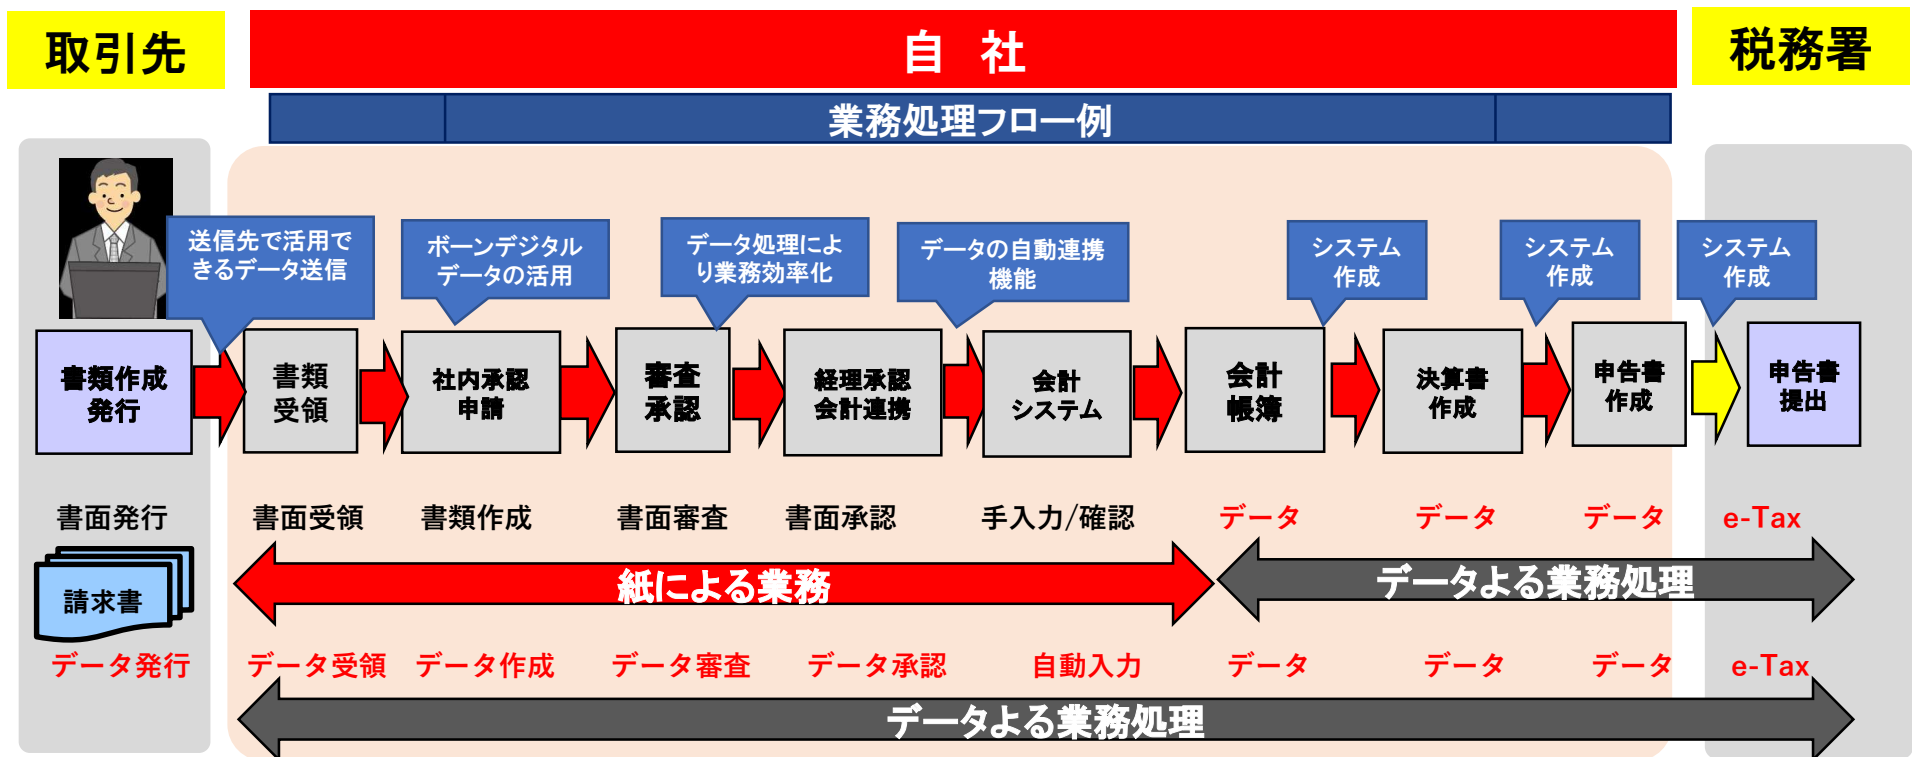 取引先
自　社
税務署
業務処理フロー例
送信先で活用で
きるデータ送信
ボーンデジタル
データの活用
データ処理によ
り業務効率化
データの自動連携
機能
システム
作成
システム
作成
システム
作成
書類作成
発行
書類
受領
社内承認
申請
審査
承認
経理承認
会計連携
会計
システム
会計
帳簿
決算書
作成
申告書
作成
申告書
提出
書面発行
書面受領
書類作成
書面審査
書面承認
手入力/確認
データ
データ
データ
e-Tax
請求書
紙による業務
データよる業務処理
データ発行
データ受領
データ作成
データ審査
データ承認
自動入力
データ
データ
データ
e-Tax
データよる業務処理